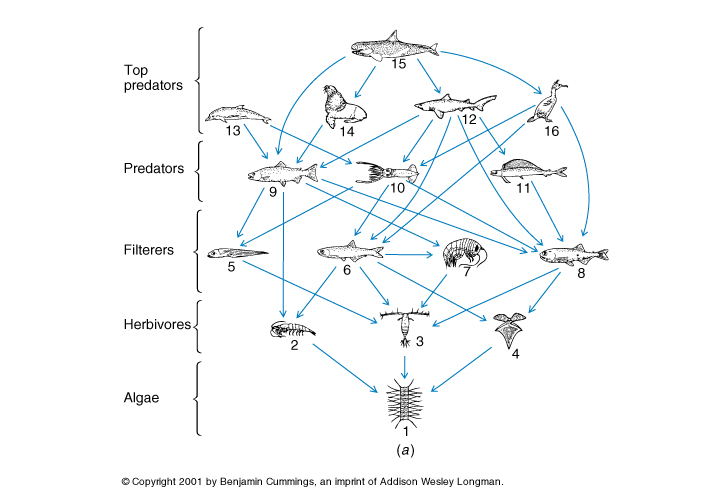 15
Top
predators
12
13
14
16
Predators
9
10
11
Filterers
5
6
7
8
Herbivores
2
3
4
Algae
1
(a)
© Copyright 2001 by Benjamin Cummings, an imprint of Addison Wesley Longman.